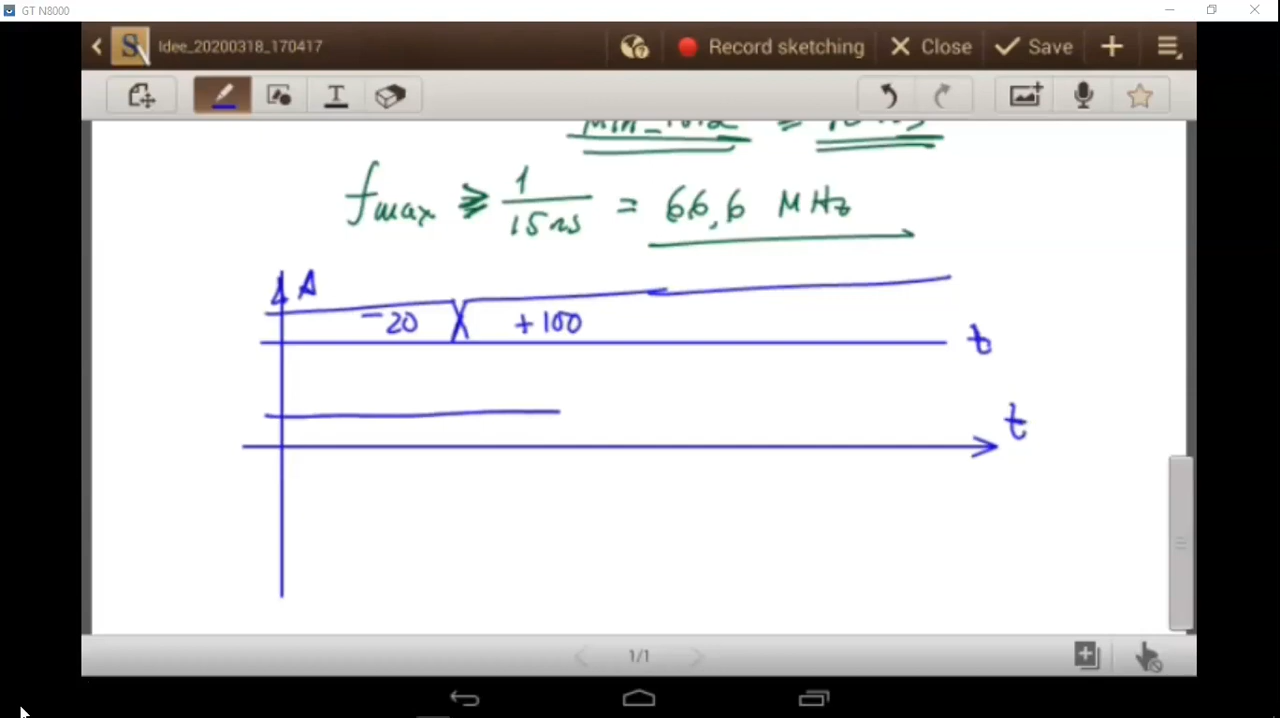 GT N8000
Idee_20200318_170417
Record sketching
Close
Save
T
= 
fmax ≥ 1/15ns = 66,6 MHz
A
-20
+100
t
t
1/1